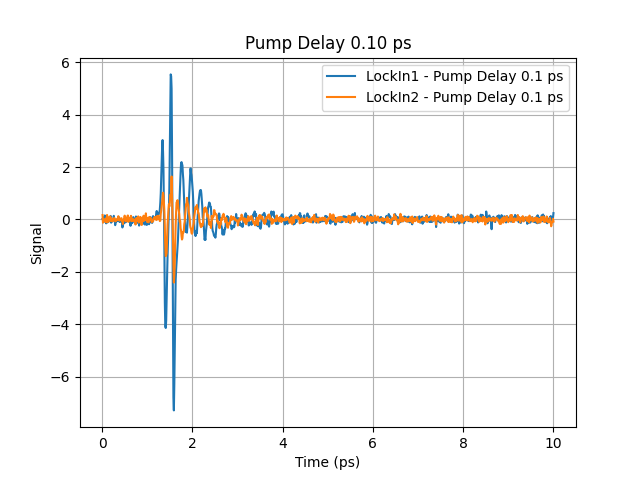 Pump Delay 0.10 ps
LockIn1 - Pump Delay 0.1 ps
LockIn2 - Pump Delay 0.1 ps
6
4
2
0
−2
−4
−6
Signal
0 2 4 6 8 10
Time (ps)